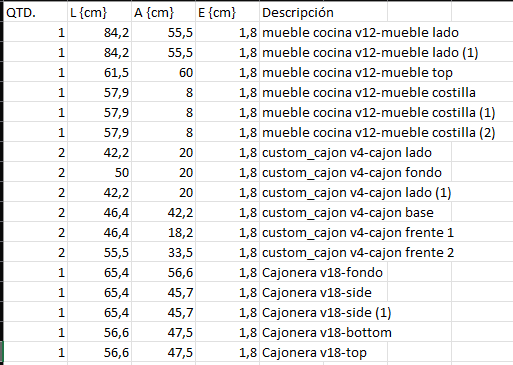 QTD. L {cm} A {cm} E {cm} Descripción
1 84,2 55,5 1,8 mueble cocina v12-mueble lado
1 84,2 55,5 1,8 mueble cocina v12-mueble lado (1)
1 61,5 60 1,8 mueble cocina v12-mueble top
1 57,9 8 1,8 mueble cocina v12-mueble costilla
1 57,9 8 1,8 mueble cocina v12-mueble costilla (1)
1 57,9 8 1,8 mueble cocina v12-mueble costilla (2)
2 42,2 20 1,8 custom_cajon v4-cajon lado
2 50 20 1,8 custom_cajon v4-cajon fondo
2 42,2 20 1,8 custom_cajon v4-cajon lado (1)
2 46,4 42,2 1,8 custom_cajon v4-cajon base
2 46,4 18,2 1,8 custom_cajon v4-cajon frente 1
2 55,5 33,5 1,8 custom_cajon v4-cajon frente 2
1 65,4 56,6 1,8 Cajonera v18-fondo
1 65,4 45,7 1,8 Cajonera v18-side
1 65,4 45,7 1,8 Cajonera v18-side (1)
1 56,6 47,5 1,8 Cajonera v18-bottom
1 56,6 47,5 1,8 Cajonera v18-top